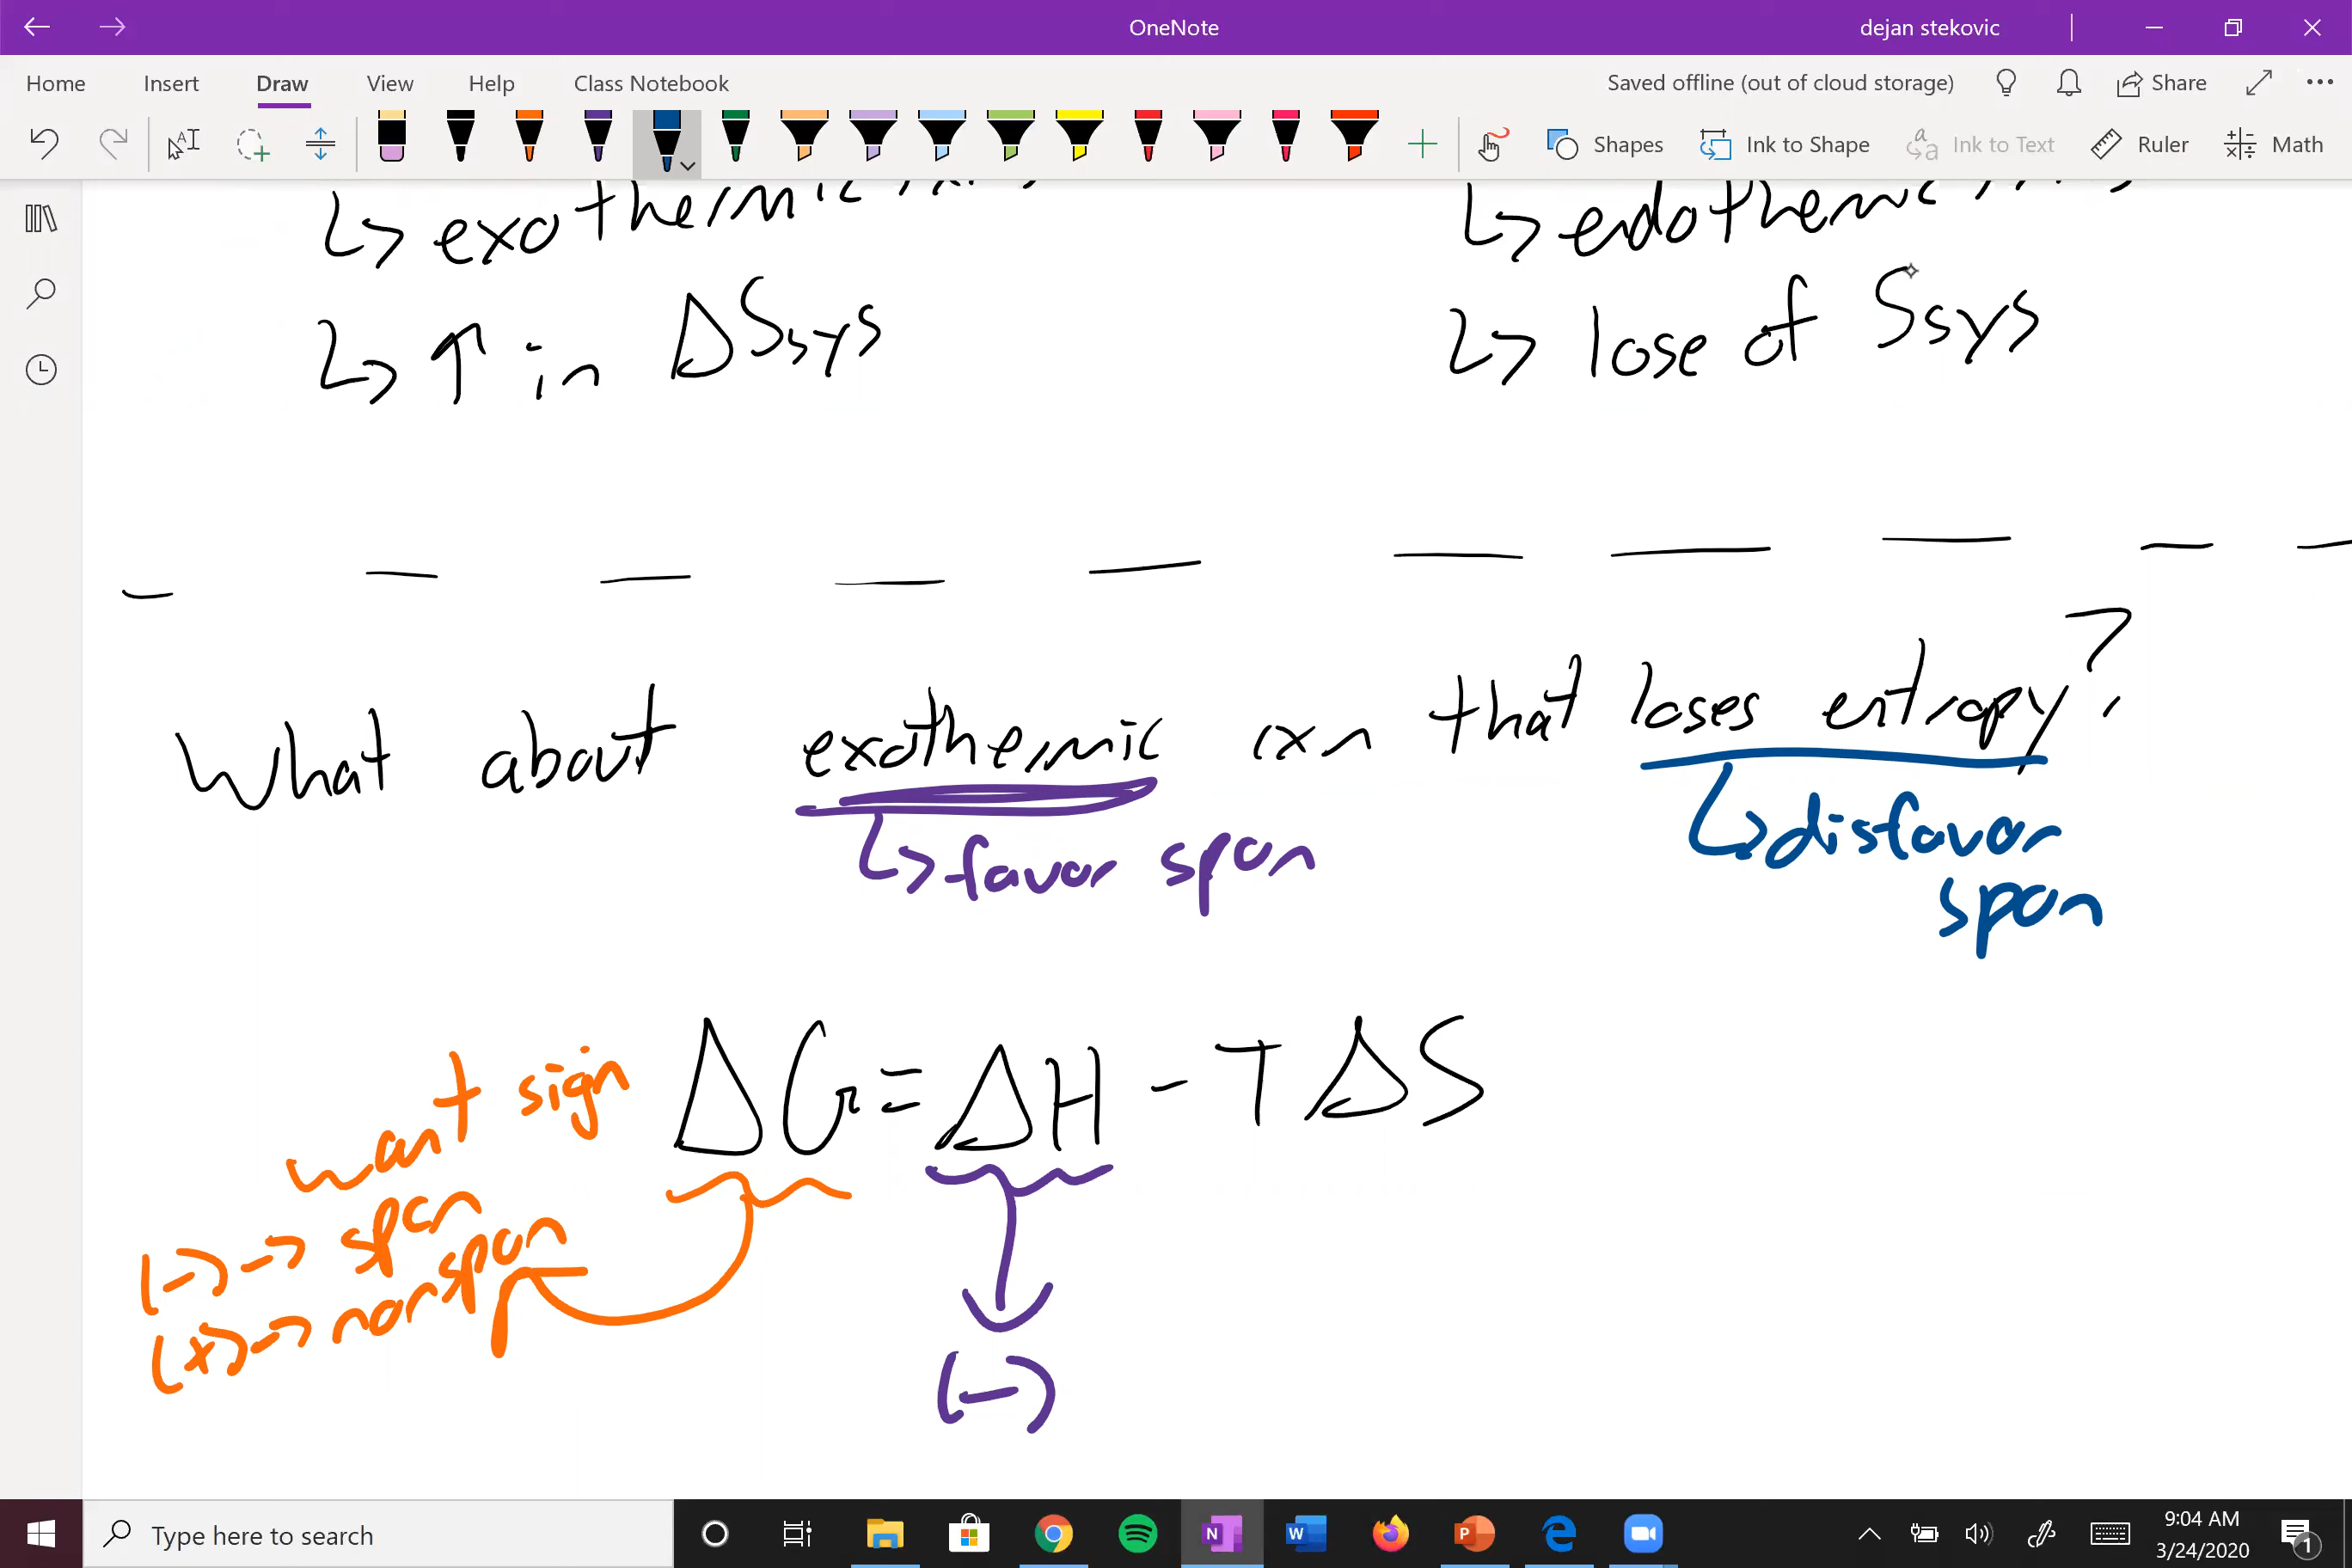 OneNote
dejan stekovic
Home Insert Draw View Help Class Notebook
Saved offline (out of cloud storage)
Share
Shapes Ink to Shape Ink to Text Ruler Math
↳ exothermic
↳ endothemic
↳ ↑ in ΔSsys
↳ lose of Ssys
What about exothermic rxn that loses entropy?
↳ favor spon
↳ disfavor
spon
want sign
ΔG = ΔH - TΔS
(-) → spon
(+) → nonspon
(-)
Type here to search
9:04 AM
3/24/2020
1